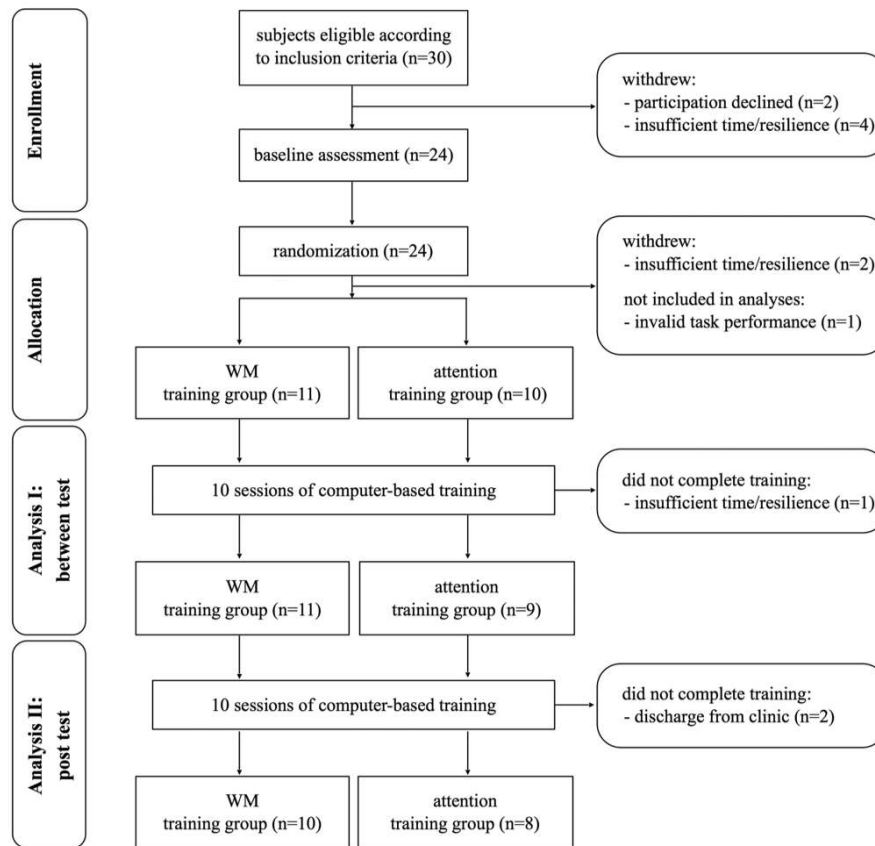 Enrollment
subjects eligible according
to inclusion criteria (n=30)
withdrew:
- participation declined (n=2)
- insufficient time/resilience (n=4)
baseline assessment (n=24)
Allocation
randomization (n=24)
withdrew:
- insufficient time/resilience (n=2)
not included in analyses:
- invalid task performance (n=1)
WM
training group (n=11)
attention
training group (n=10)
Analysis I:
between test
10 sessions of computer-based training
did not complete training:
- insufficient time/resilience (n=1)
WM
training group (n=11)
attention
training group (n=9)
Analysis II:
post test
10 sessions of computer-based training
did not complete training:
- discharge from clinic (n=2)
WM
training group (n=10)
attention
training group (n=8)